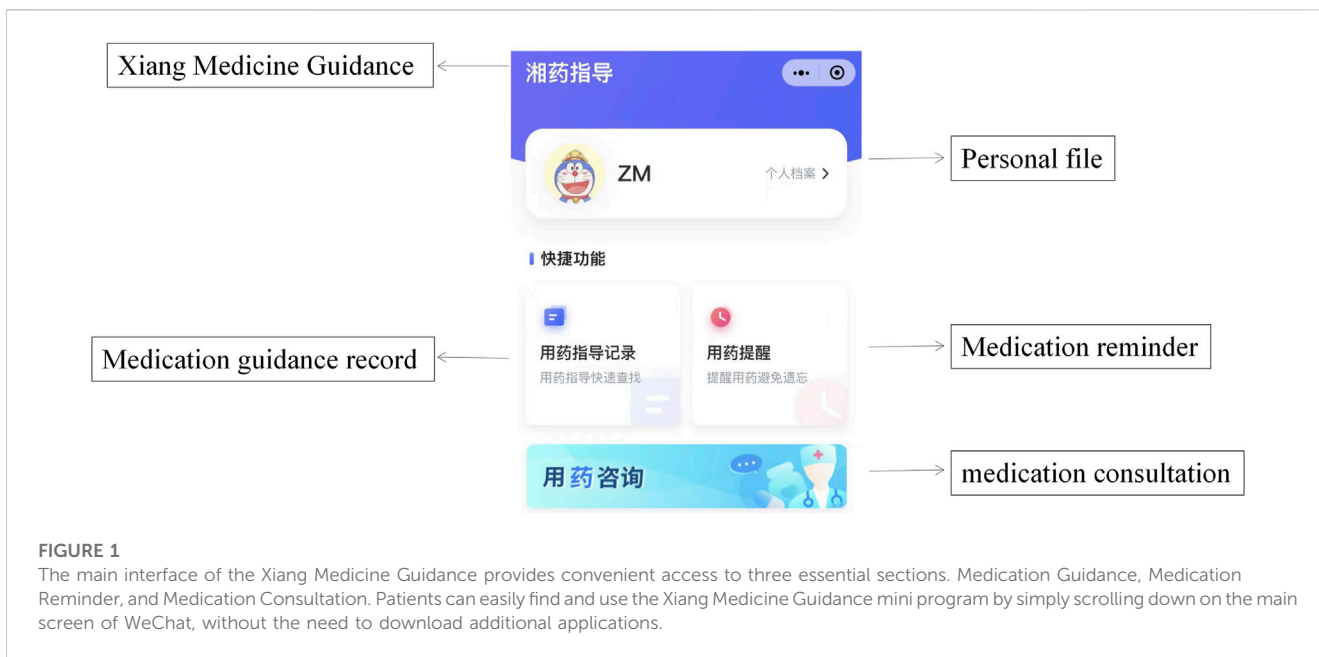 Xiang Medicine Guidance
湘药指导
ZM
个人档案
Personal file
快捷功能
Medication guidance record
用药指导记录
用药指导快速查找
用药提醒
提醒用药避免遗忘
Medication reminder
用药咨询
medication consultation
FIGURE 1
The main interface of the Xiang Medicine Guidance provides convenient access to three essential sections. Medication Guidance, Medication
Reminder, and Medication Consultation. Patients can easily find and use the Xiang Medicine Guidance mini program by simply scrolling down on the main
screen of WeChat, without the need to download additional applications.